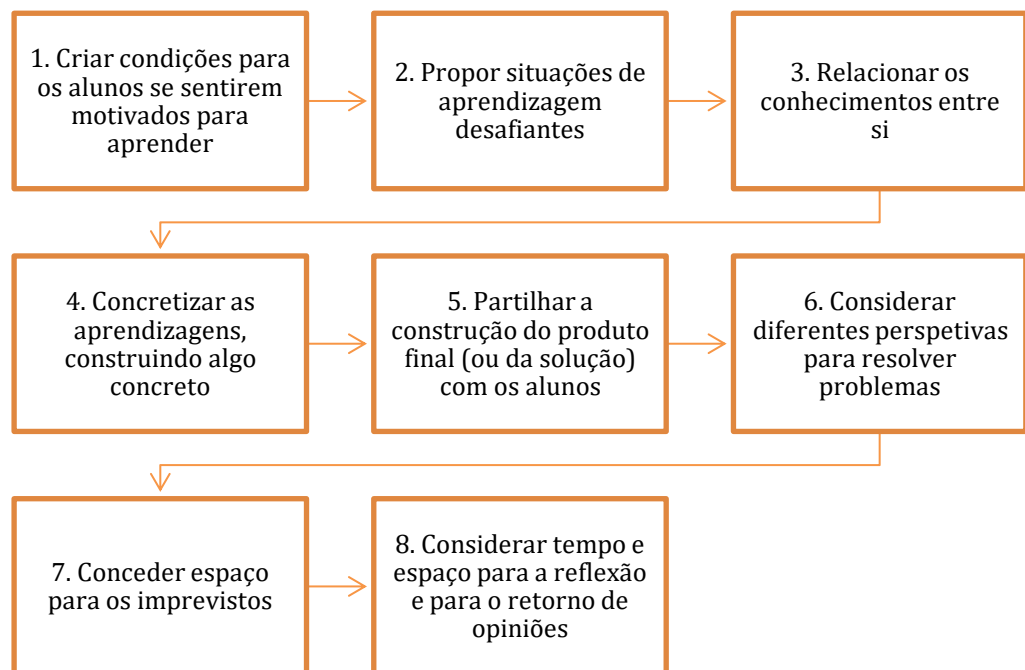 1. Criar condições para
os alunos se sentirem
motivados para
aprender
2. Propor situações de
aprendizagem
desafiantes
3. Relacionar os
conhecimentos entre
si
4. Concretizar as
aprendizagens,
construindo algo
concreto
5. Partilhar a
construção do produto
final (ou da solução)
com os alunos
6. Considerar
diferentes perspetivas
para resolver
problemas
7. Conceder espaço
para os imprevistos
8. Considerar tempo e
espaço para a reflexão
e para o retorno de
opiniões